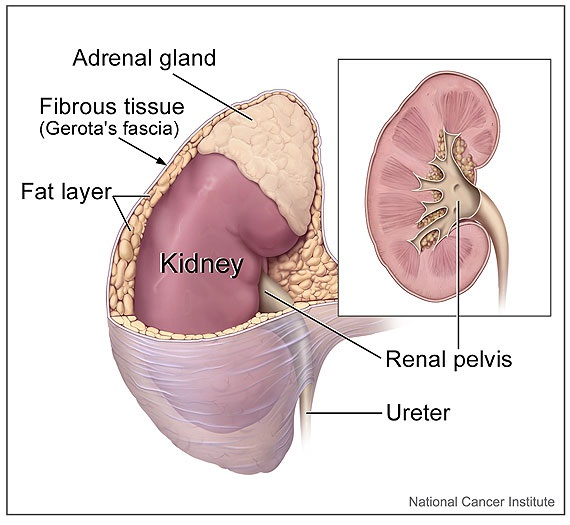 Adrenal gland
Fibrous tissue
(Gerota's fascia)
Fat layer
Kidney
Renal pelvis
Ureter
National Cancer Institute